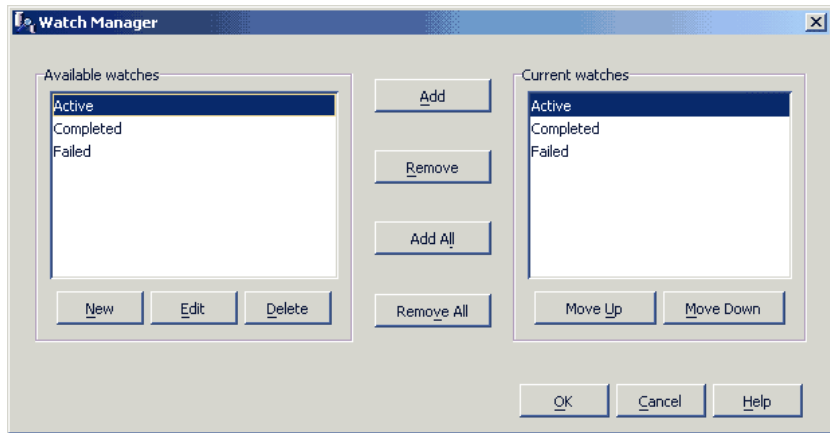 Watch Manager
Available watches
Active
Completed
Failed
New Edit Delete
Add
Remove
Add All
Remove All
Current watches
Active
Completed
Failed
Move Up Move Down
OK Cancel Help